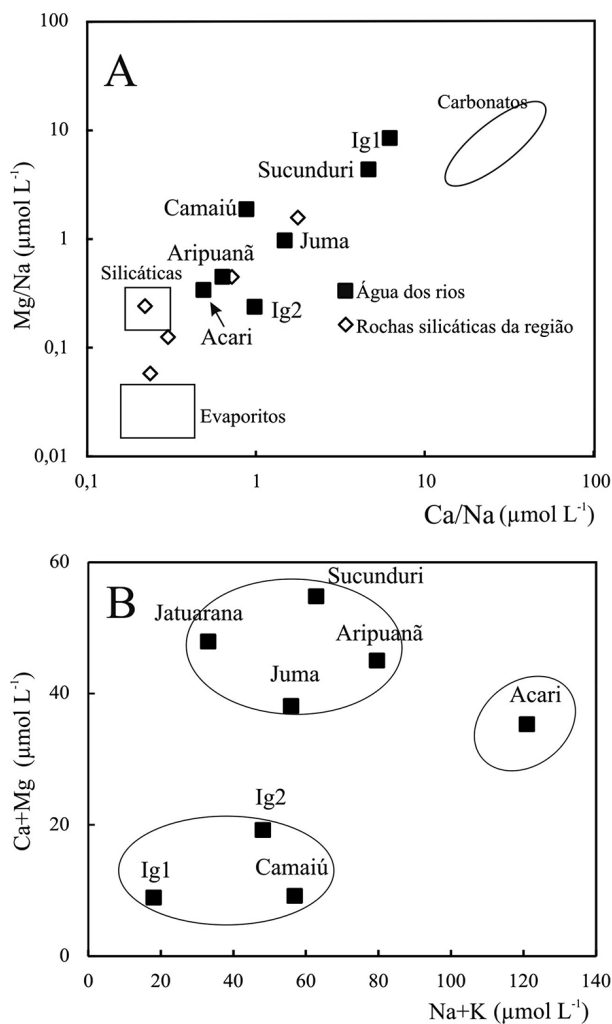 100
A
Carbonatos
10
Ig1
Sucunduri
Camaiú
1
Juma
Mg/Na (µmol L-1)
Aripuanã
Silicáticas
Água dos rios
Ig2
Acari
Rochas silicáticas da região
0,1
Evaporitos
0,01
0,1 1 10 100
Ca/Na (µmol L-1)
60
B
Sucunduri
Jatuarana
Aripuanã
Juma
Acari
40
Ca+Mg (µmol L-1)
20
Ig2
Ig1
Camaiú
0
0 20 40 60 80 100 120 140
Na+K (µmol L-1)